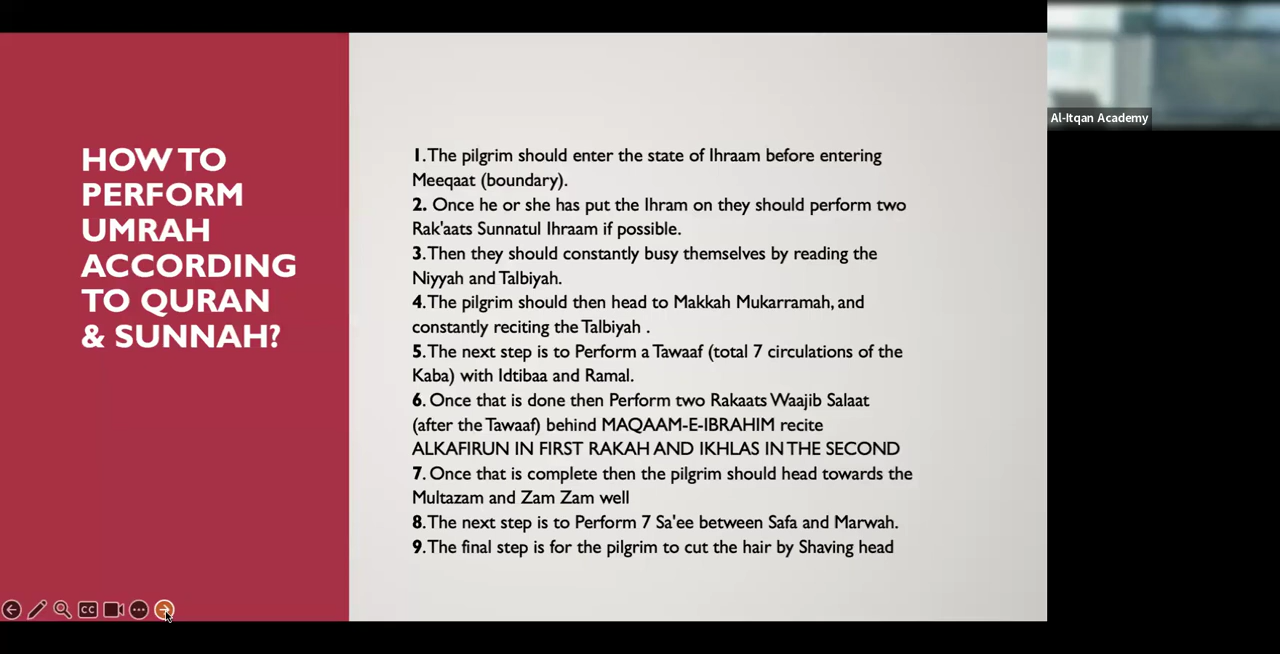 HOW TO
PERFORM
UMRAH
ACCORDING
TO QURAN
& SUNNAH?
1.The pilgrim should enter the state of Ihraam before entering
Meeqaat (boundary).
2. Once he or she has put the Ihram on they should perform two
Rak'aats Sunnatul Ihraam if possible.
3.Then they should constantly busy themselves by reading the
Niyyah and Talbiyah.
4.The pilgrim should then head to Makkah Mukarramah, and
constantly reciting the Talbiyah .
5.The next step is to Perform a Tawaaf (total 7 circulations of the
Kaba) with Idtibaa and Ramal.
6. Once that is done then Perform two Rakaats Waajib Salaat
(after the Tawaaf) behind MAQAAM-E-IBRAHIM recite
ALKAFIRUN IN FIRST RAKAH AND IKHLAS IN THE SECOND
7. Once that is complete then the pilgrim should head towards the
Multazam and Zam Zam well
8.The next step is to Perform 7 Sa'ee between Safa and Marwah.
9.The final step is for the pilgrim to cut the hair by Shaving head
Al-Itqan Academy
CC